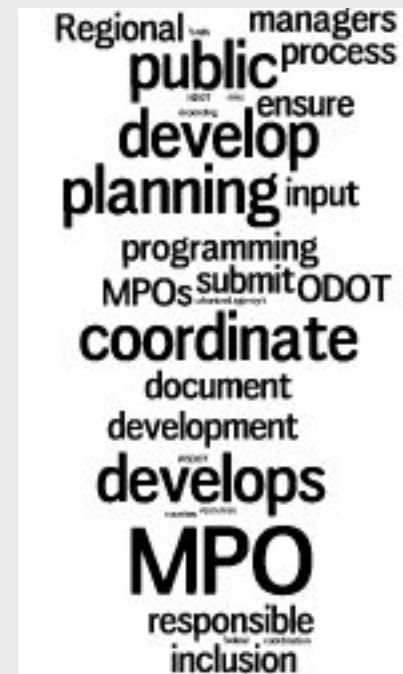 Regional managers
public process
ensure
develop
planning input
programming
MPOs submit ODOT
coordinate
document
development
develops
MPO
responsible
inclusion